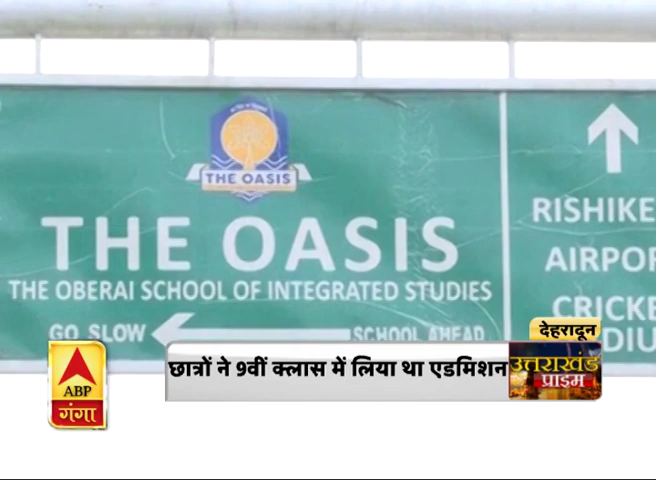 THE OASIS
THE OASIS
THE OBERAI SCHOOL OF INTEGRATED STUDIES
GO SLOW
SCHOOL AHEAD
RISHIKE
AIRPOR
CRICKE
DIU
देहरादून
छात्रों ने 9वीं क्लास में लिया था एडमिशन
उत्तराखंड
प्राइम
ABP
गंगा